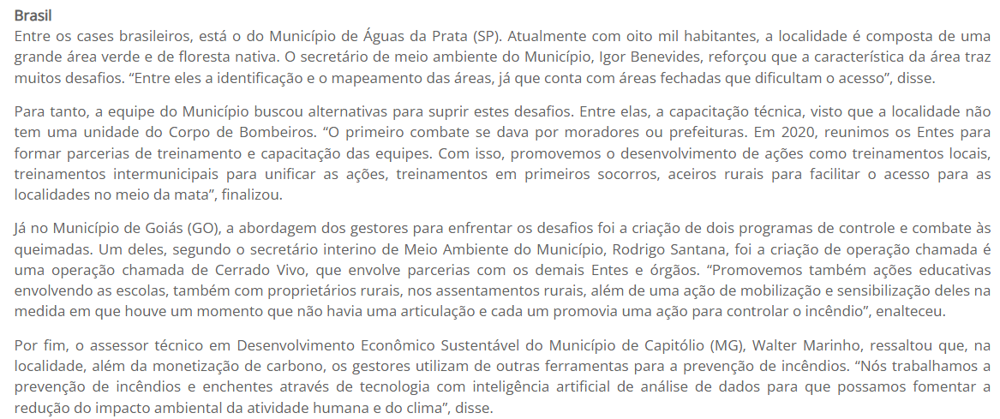 Brasil
Entre os cases brasileiros, está o do Município de Águas da Prata (SP). Atualmente com oito mil habitantes, a localidade é composta de uma
grande área verde e de floresta nativa. O secretário de meio ambiente do Município, Igor Benevides, reforçou que a característica da área traz
muitos desafios. “Entre eles a identificação e o mapeamento das áreas, já que conta com áreas fechadas que dificultam o acesso”, disse.
Para tanto, a equipe do Município buscou alternativas para suprir estes desafios. Entre elas, a capacitação técnica, visto que a localidade não
tem uma unidade do Corpo de Bombeiros. “O primeiro combate se dava por moradores ou prefeituras. Em 2020, reunimos os Entes para
formar parcerias de treinamento e capacitação das equipes. Com isso, promovemos o desenvolvimento de ações como treinamentos locais,
treinamentos intermunicipais para unificar as ações, treinamentos em primeiros socorros, aceiros rurais para facilitar o acesso para as
localidades no meio da mata”, finalizou.
Já no Município de Goiás (GO), a abordagem dos gestores para enfrentar os desafios foi a criação de dois programas de controle e combate às
queimadas. Um deles, segundo o secretário interino de Meio Ambiente do Município, Rodrigo Santana, foi a criação de operação chamada é
uma operação chamada de Cerrado Vivo, que envolve parcerias com os demais Entes e órgãos. “Promovemos também ações educativas
envolvendo as escolas, também com proprietários rurais, nos assentamentos rurais, além de uma ação de mobilização e sensibilização deles na
medida em que houve um momento que não havia uma articulação e cada um promovia uma ação para controlar o incêndio”, enalteceu.
Por fim, o assessor técnico em Desenvolvimento Econômico Sustentável do Município de Capitólio (MG), Walter Marinho, ressaltou que, na
localidade, além da monetização de carbono, os gestores utilizam de outras ferramentas para a prevenção de incêndios. “Nós trabalhamos a
prevenção de incêndios e enchentes através de tecnologia com inteligência artificial de análise de dados para que possamos fomentar a
redução do impacto ambiental da atividade humana e do clima”, disse.